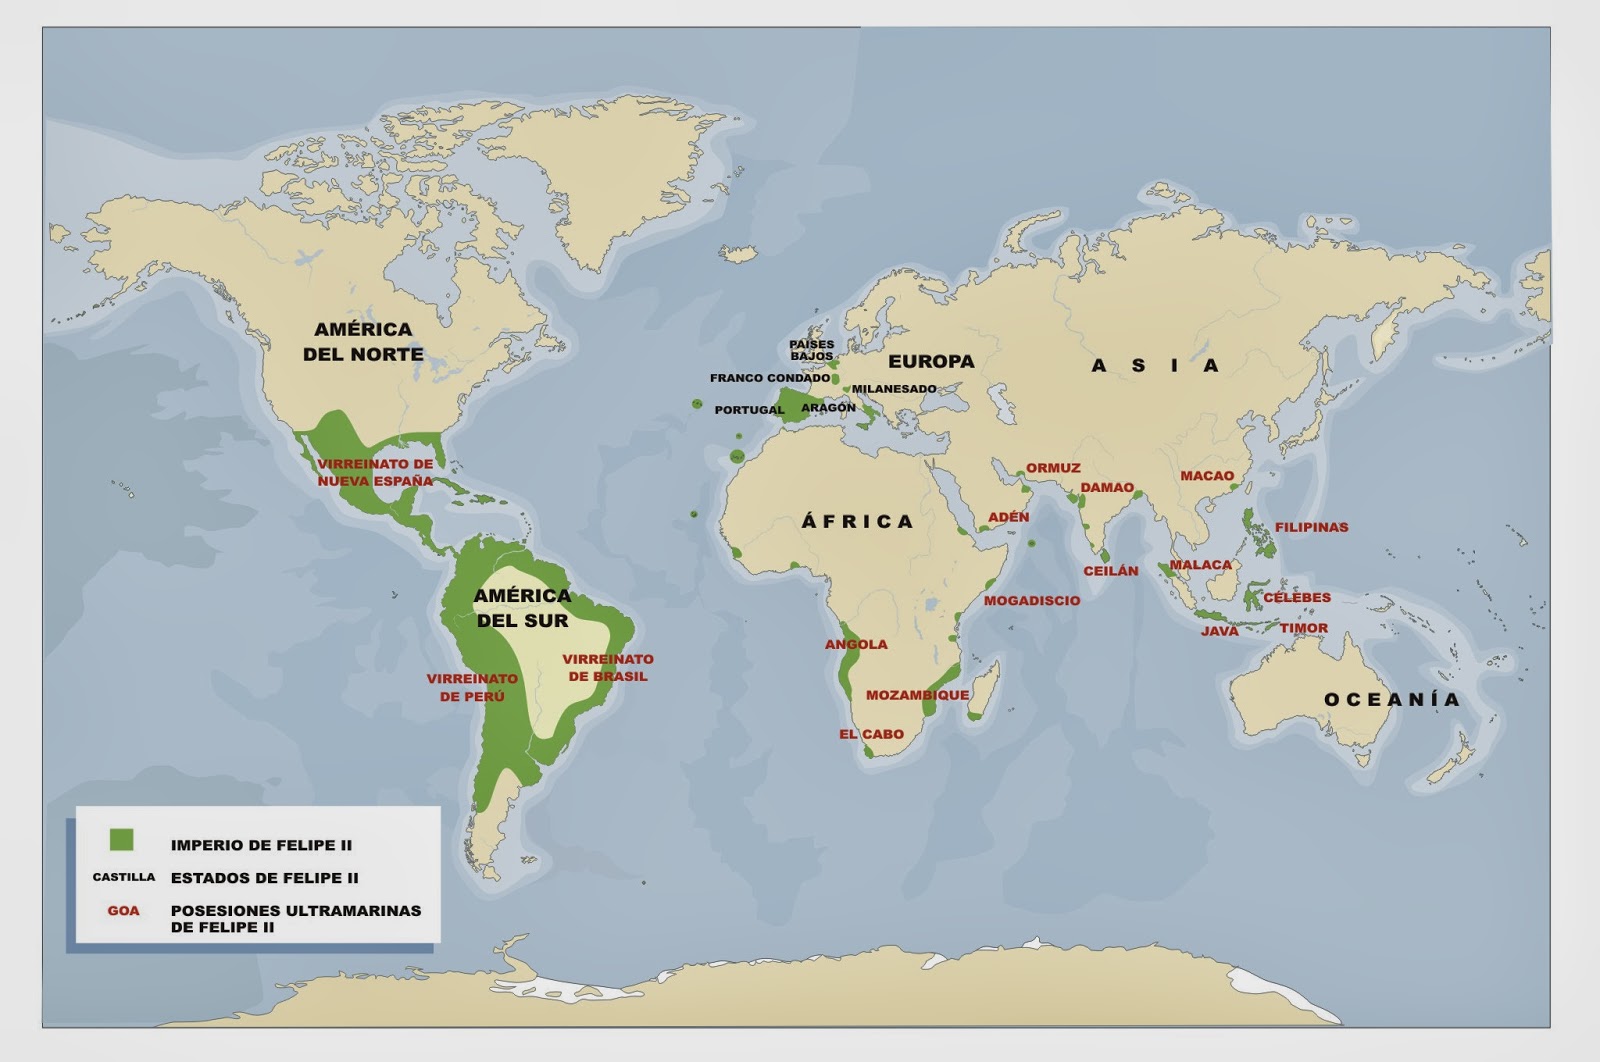 AMÉRICA
DEL NORTE
PAISES
BAJOS
EUROPA
A S I A
FRANCO CONDADO
MILANESADO
PORTUGAL
ARAGÓN
VIRREINATO DE
NUEVA ESPAÑA
ORMUZ
DAMAO
MACAO
ÁFRICA
ADÉN
FILIPINAS
CEILÁN
MALACA
AMÉRICA
DEL SUR
MOGADISCIO
CÉLEBES
JAVA
TIMOR
ANGOLA
VIRREINATO
DE BRASIL
VIRREINATO
DE PERÚ
MOZAMBIQUE
OCEANÍA
EL CABO
IMPERIO DE FELIPE II
CASTILLA ESTADOS DE FELIPE II
GOA POSESIONES ULTRAMARINAS
DE FELIPE II